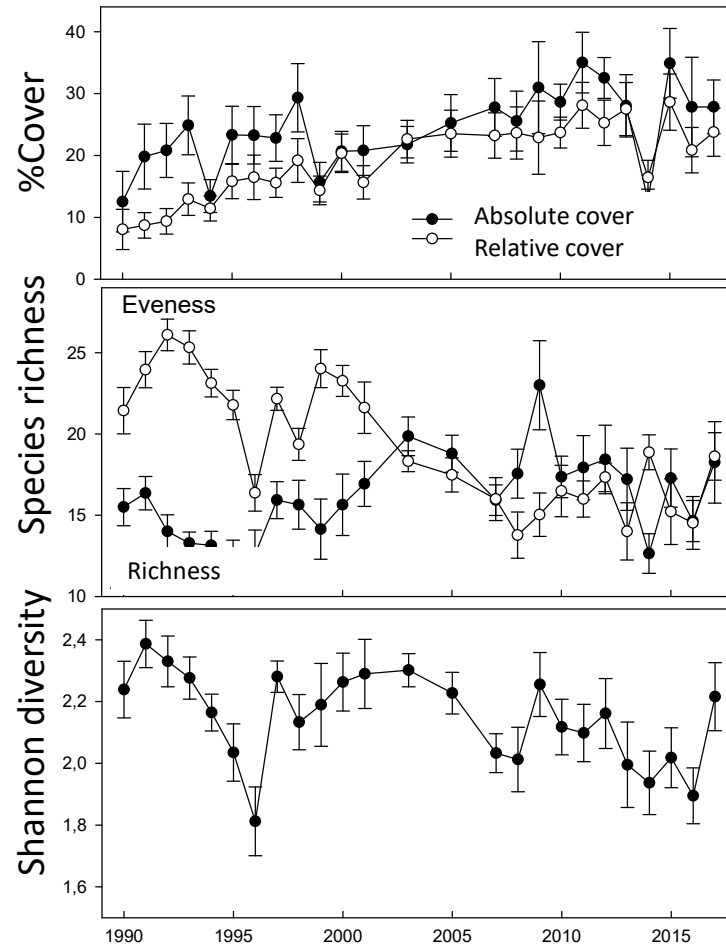 %Cover
40
30
20
10
0
Absolute cover
Relative cover
Species richness
Eveness
25
20
15
10
Richness
Shannon diversity
2,4
2,2
2,0
1,8
1,6
1990 1995 2000 2005 2010 2015